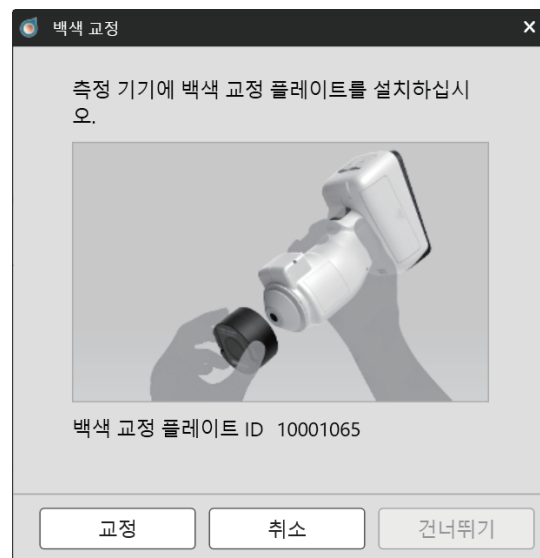 백색 교정
측정 기기에 백색 교정 플레이트를 설치하십시
오.
백색 교정 플레이트 ID 10001065
교정
취소
건너뛰기